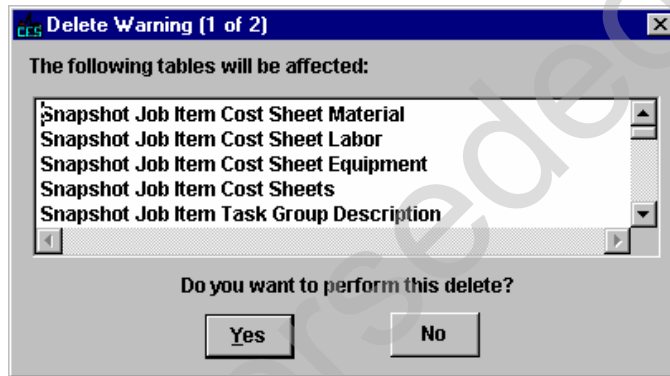 CES Delete Warning (1 of 2)
The following tables will be affected:
Snapshot Job Item Cost Sheet Material
Snapshot Job Item Cost Sheet Labor
Snapshot Job Item Cost Sheet Equipment
Snapshot Job Item Cost Sheets
Snapshot Job Item Task Group Description
Do you want to perform this delete?
Yes No